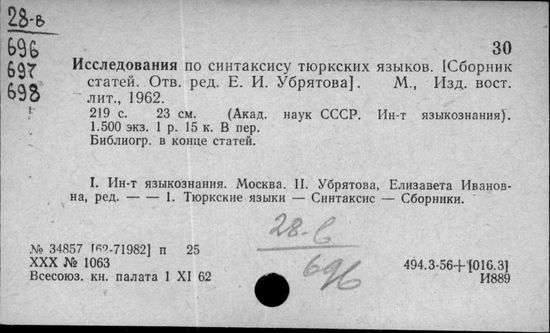 28-в
696
697
698
30
Исследования по синтаксису тюркских языков. [Сборник
статей. Отв. ред. Е. И. Убрятова]. М., Изд. вост.
лит., 1962.
219 с. 23 см. (Акад. наук СССР. Ин-т языкознания).
1.500 экз. 1 р. 15 к. В пер.
Библиогр. в конце статей.
I. Ин-т языкознания. Москва. II. Убрятова, Елизавета Иванов-
на, ред. — — 1. Тюркские языки — Синтаксис — Сборники.
28-в
696
№ 34857 [62-71982] п 25
XXX № 1063
Всесоюз. кн. палата 1 XI 62
494.3-56+[016.3]
И889